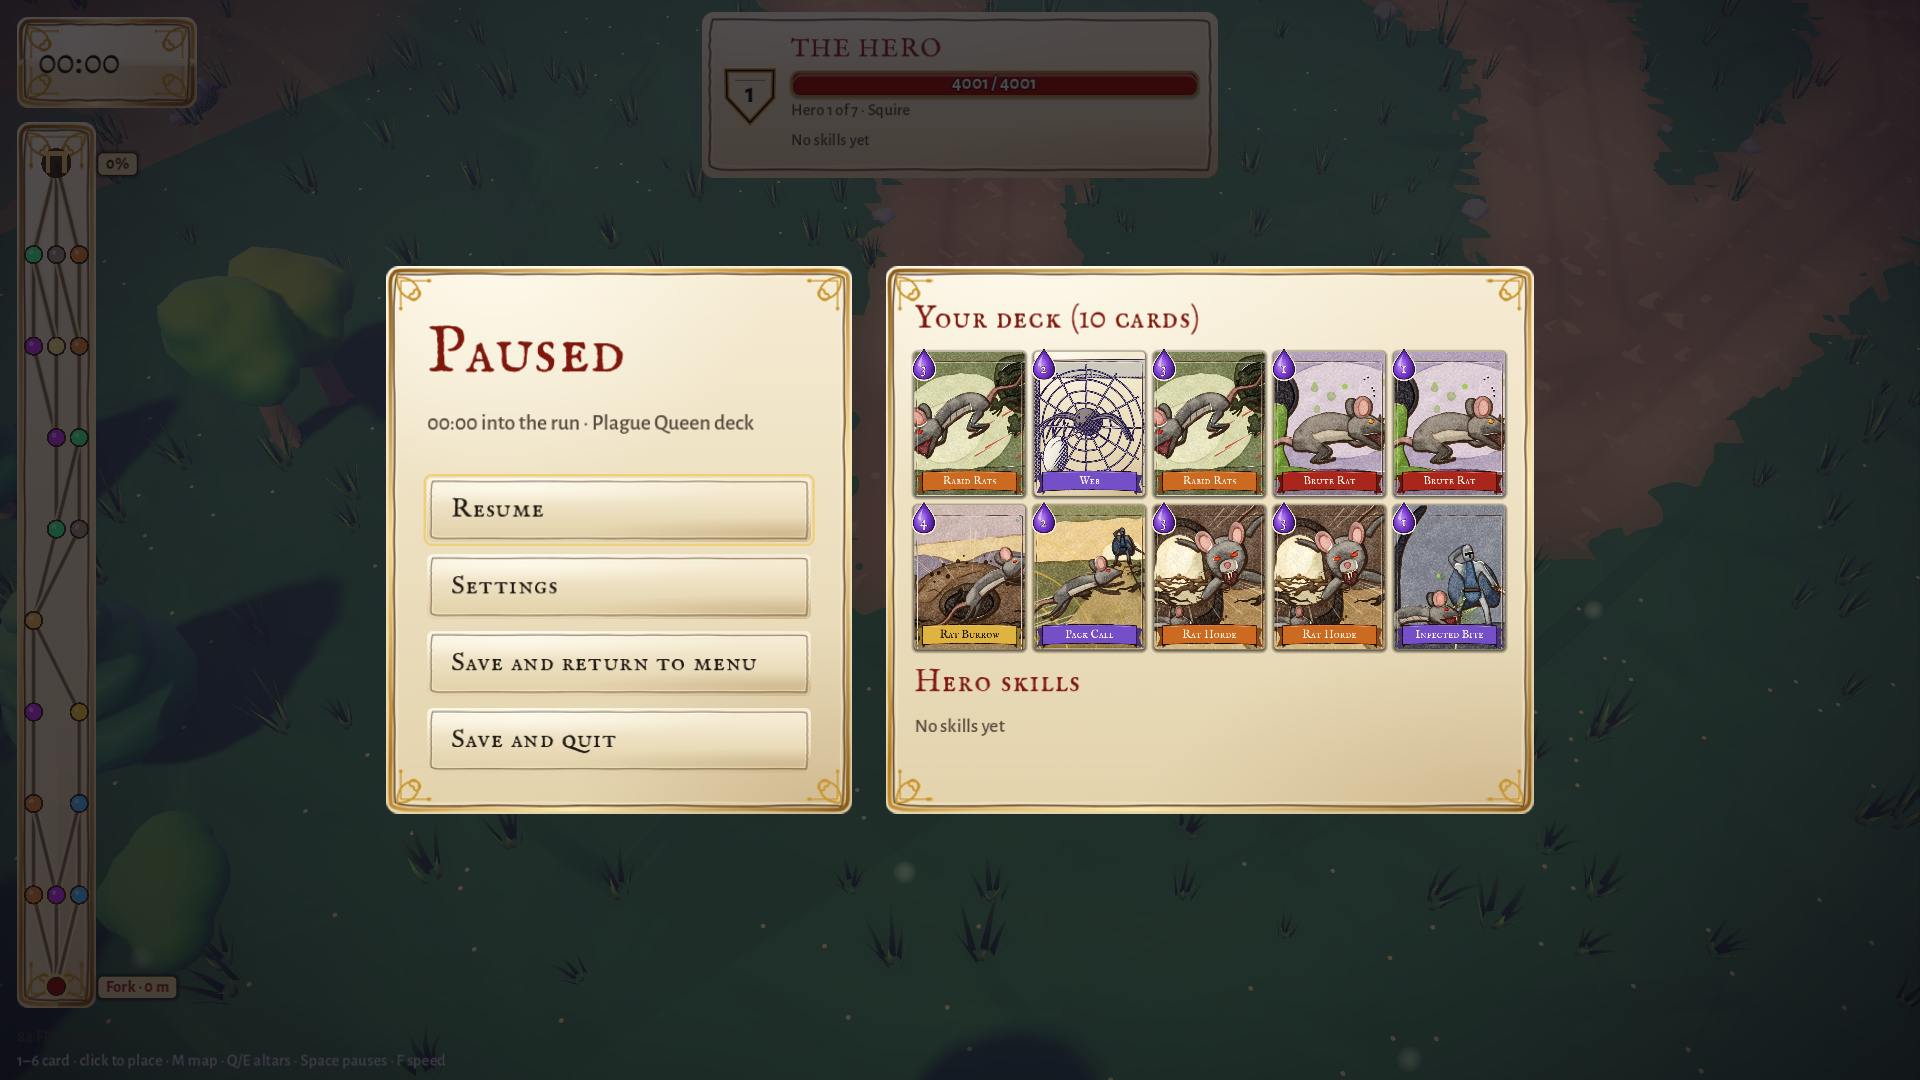 00:00
THE HERO
4001 / 4001
1
Hero 1 of 7 · Squire
No skills yet
0%
Paused
00:00 into the run · Plague Queen deck
Resume
Settings
Save and return to menu
Save and quit
Your deck (10 cards)
3
2
3
1
1
Rabid Rats
Web
Rabid Rats
Brute Rat
Brute Rat
4
2
3
3
1
Rat Burrow
Pack Call
Rat Horde
Rat Horde
Infected Bite
Hero skills
No skills yet
Fork · 0 m
1–6 card · click to place · M map · Q/E altars · Space pauses · F speed